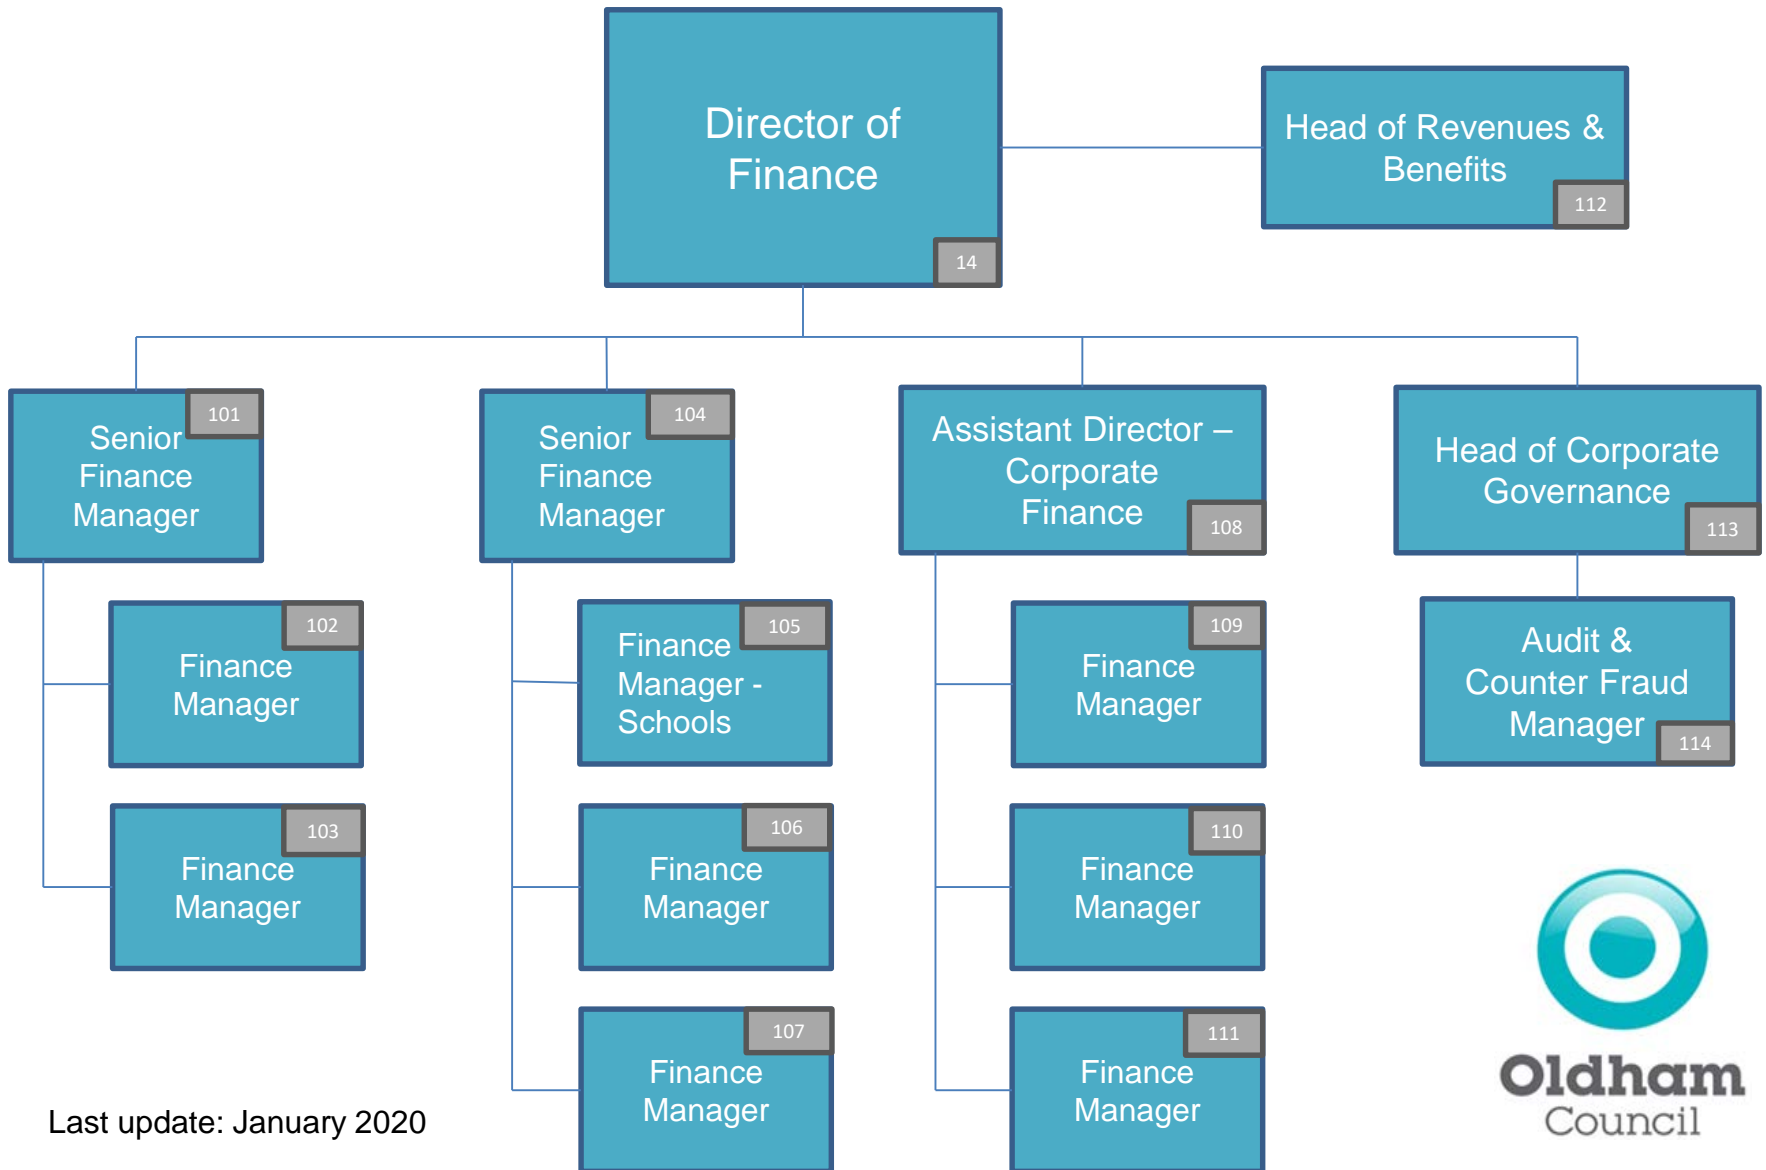 Director of
Finance
14
Head of Revenues &
Benefits
112
101
Senior
Finance
Manager
104
Senior
Finance
Manager
Assistant Director –
Corporate
Finance
108
Head of Corporate
Governance
113
102
Finance
Manager
105
Finance
Manager -
Schools
109
Finance
Manager
Audit &
Counter Fraud
Manager
114
103
Finance
Manager
106
Finance
Manager
110
Finance
Manager
107
Finance
Manager
111
Finance
Manager
Last update: January 2020
Oldham
Council